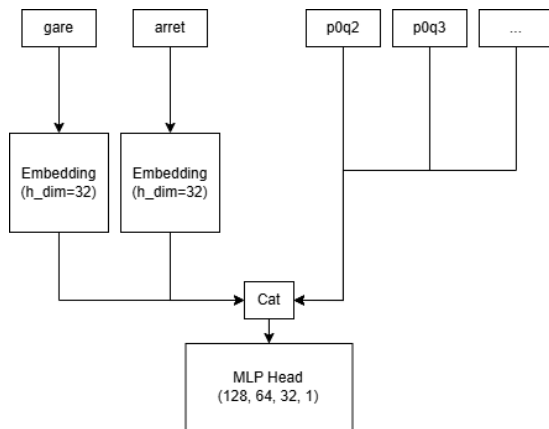 gare
arret
p0q2
p0q3
...
Embedding
(h_dim=32)
Embedding
(h_dim=32)
Cat
MLP Head
(128, 64, 32, 1)